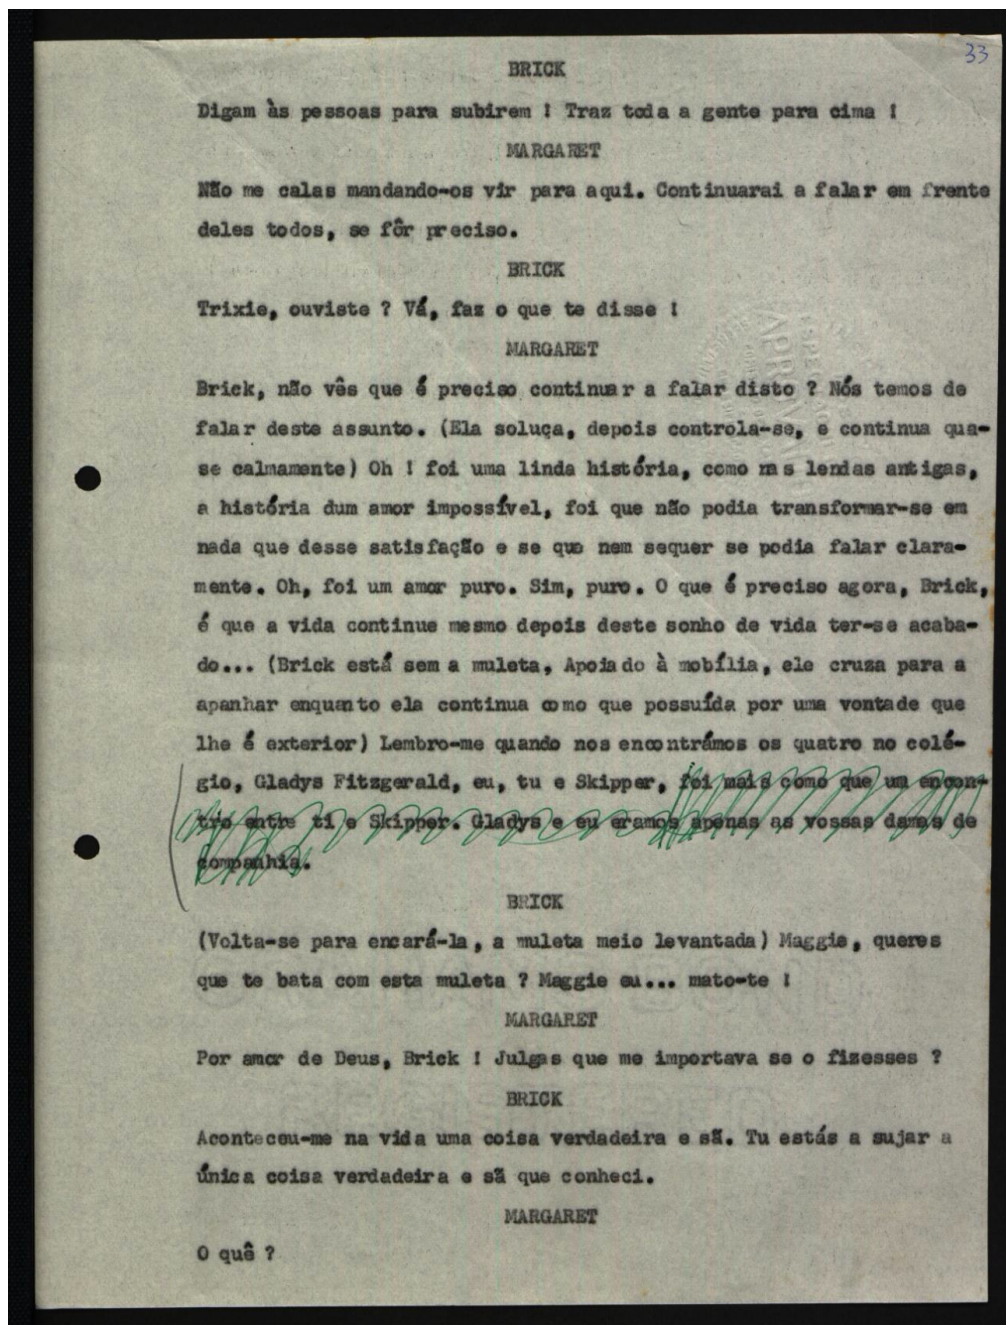 33
BRICK
Digam às pessoas para subirem ! Traz toda a gente para cima !
MARGARET
Não me calas mandando-os vir para aqui. Continuarai a falar em frente
deles todos, se fôr preciso.
BRICK
Trixie, ouviste ? Vá, faz o que te disse !
MARGARET
Brick, não vês que é preciso continuar a falar disto ? Nós temos de
falar deste assunto. (Ela soluça, depois controla-se, e continua qua-
se calmamente) Oh ! foi uma linda história, como nas lendas antigas,
a história dum amor impossível, foi que não podia transformar-se em
nada que desse satisfação e se que nem sequer se podia falar clara-
mente. Oh, foi um amor puro. Sim, puro. O que é preciso agora, Brick,
é que a vida continue mesmo depois deste sonho de vida ter-se acaba-
do... (Brick está sem a muleta, Apoiado à mobília, ele cruza para a
apanhar enquanto ela continua como que possuída por uma vontade que
lhe é exterior) Lembro-me quando nos encontrámos os quatro no colé-
gio, Gladys Fitzgerald, eu, tu e Skipper, foi mais como que um encon-
tro entre ti e Skipper. Gladys e eu eramos apenas as vossas damas de
companhia.
BRICK
(Volta-se para encará-la, a muleta meio levantada) Maggie, queres
que te bata com esta muleta ? Maggie eu... mato-te !
MARGARET
Por amor de Deus, Brick ! Julgas que me importava se o fizesses ?
BRICK
Aconteceu-me na vida uma coisa verdadeira e sã. Tu estás a sujar a
única coisa verdadeira e sã que conheci.
MARGARET
O quê ?